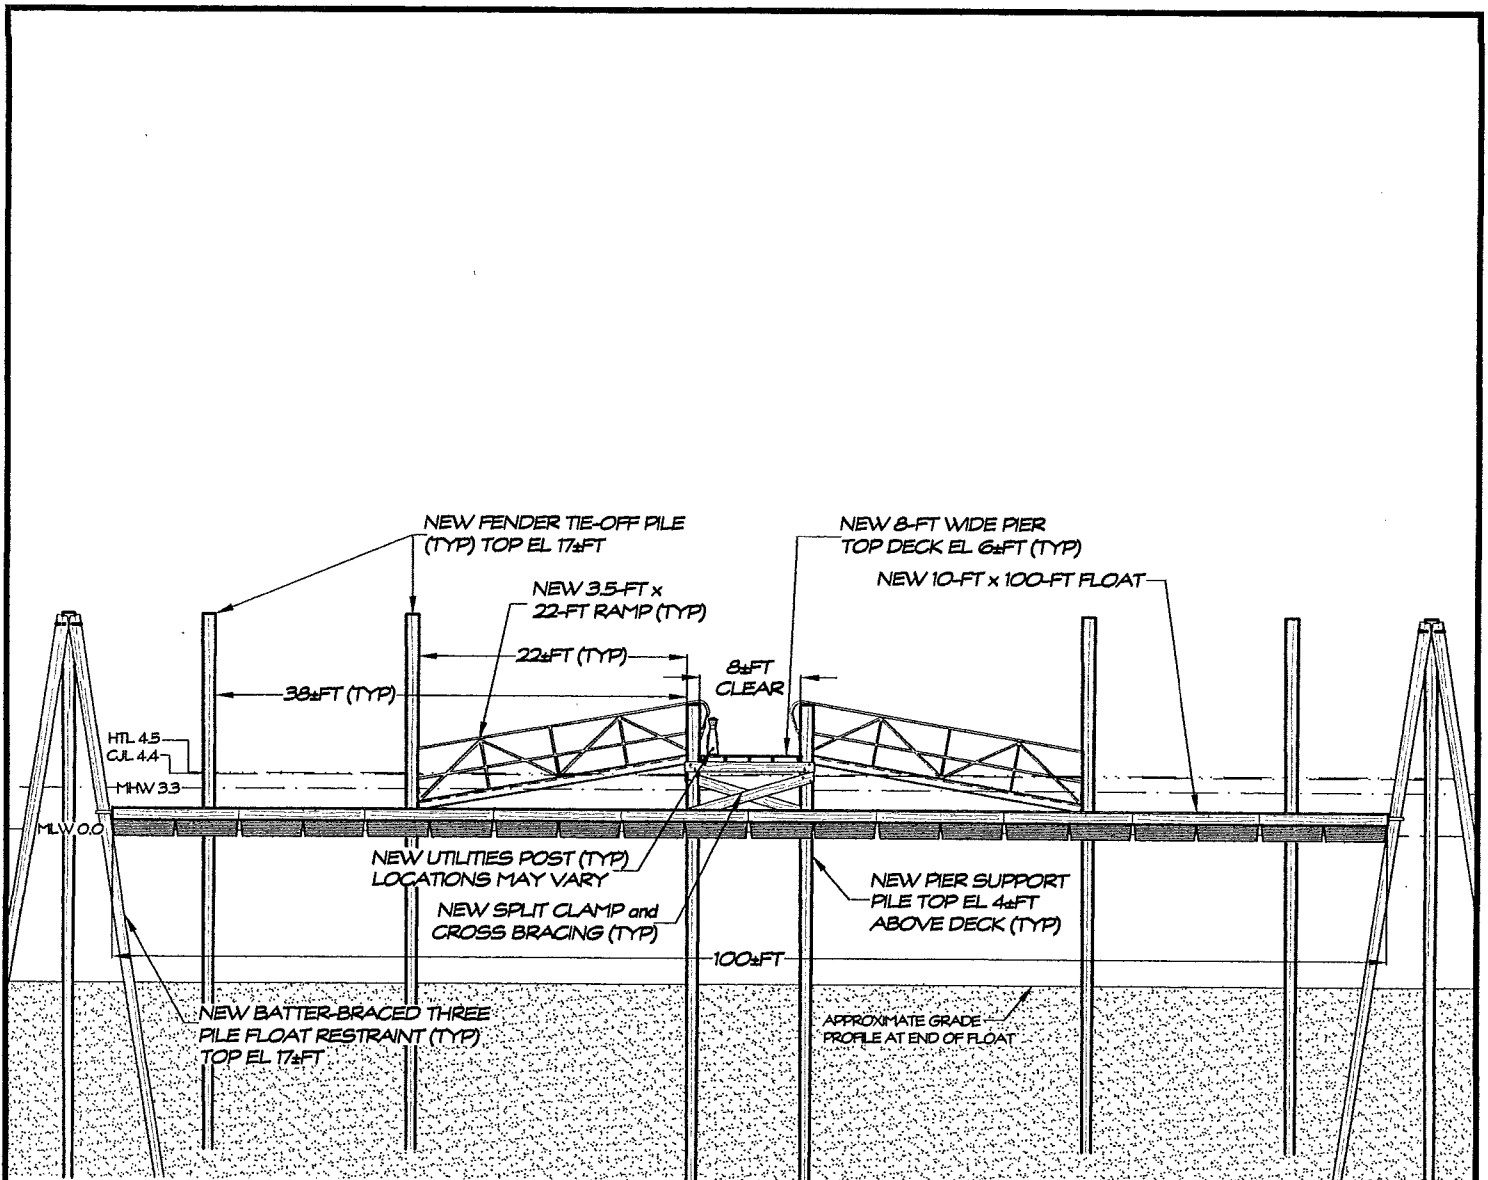 NEW FENDER TIE-OFF PILE
(TYP) TOP EL 17±FT
NEW 8-FT WIDE PIER
TOP DECK EL 6±FT (TYP)
NEW 3.5-FT x
22-FT RAMP (TYP)
NEW 10-FT x 100-FT FLOAT
22±FT (TYP)
8±FT
CLEAR
38±FT (TYP)
HTL 4.5
CJL 4.4
MHW 3.3
MLW 0.0
NEW UTILITIES POST (TYP)
LOCATIONS MAY VARY
NEW SPLIT CLAMP and
CROSS BRACING (TYP)
NEW PIER SUPPORT
PILE TOP EL 4±FT
ABOVE DECK (TYP)
100±FT
NEW BATTER-BRACED THREE
PILE FLOAT RESTRAINT (TYP)
TOP EL 17±FT
APPROXIMATE GRADE
PROFILE AT END OF FLOAT